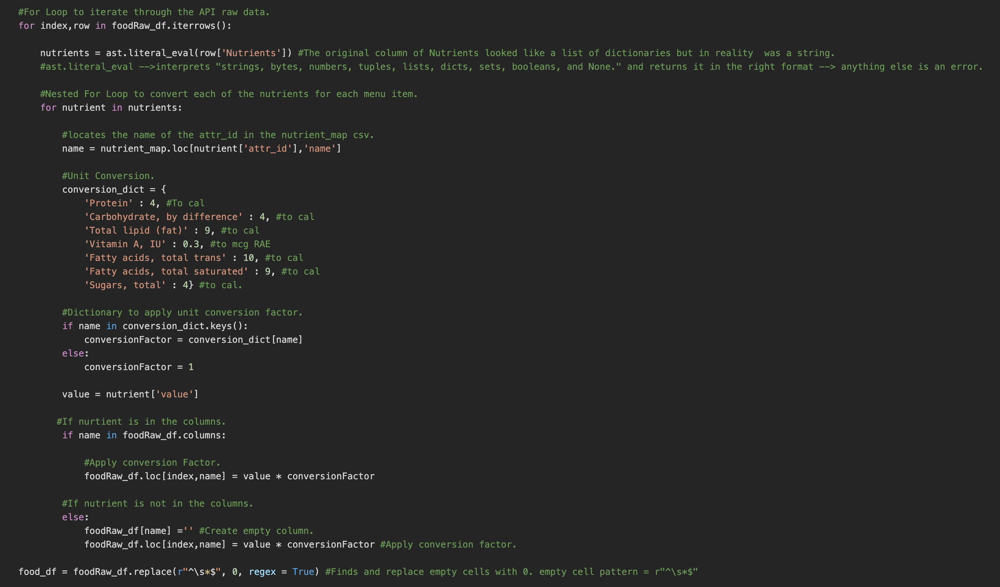 #For Loop to iterate through the API raw data.
for index,row in foodRaw_df.iterrows():
nutrients = ast.literal_eval(row['Nutrients']) #The original column of Nutrients looked like a list of dictionaries but in reality  was a string.
#ast.literal_eval -->interprets "strings, bytes, numbers, tuples, lists, dicts, sets, booleans, and None." and returns it in the right format --> anything else is an error.
#Nested For Loop to convert each of the nutrients for each menu item.
for nutrient in nutrients:
#locates the name of the attr_id in the nutrient_map csv.
name = nutrient_map.loc[nutrient['attr_id'],'name']
#Unit Conversion.
conversion_dict = {
'Protein' : 4, #To cal
'Carbohydrate, by difference' : 4, #to cal
'Total lipid (fat)' : 9, #to cal
'Vitamin A, IU' : 0.3, #to mcg RAE
'Fatty acids, total trans' : 10, #to cal
'Fatty acids, total saturated' : 9, #to cal
'Sugars, total' : 4} #to cal.
#Dictionary to apply unit conversion factor.
if name in conversion_dict.keys():
conversionFactor = conversion_dict[name]
else:
conversionFactor = 1
value = nutrient['value']
#If nurtient is in the columns.
if name in foodRaw_df.columns:
#Apply conversion Factor.
foodRaw_df.loc[index,name] = value * conversionFactor
#If nutrient is not in the columns.
else:
foodRaw_df[name] ='' #Create empty column.
foodRaw_df.loc[index,name] = value * conversionFactor #Apply conversion factor.
food_df = foodRaw_df.replace(r"^\s*$", 0, regex = True) #Finds and replace empty cells with 0. empty cell pattern = r"^\s*$"